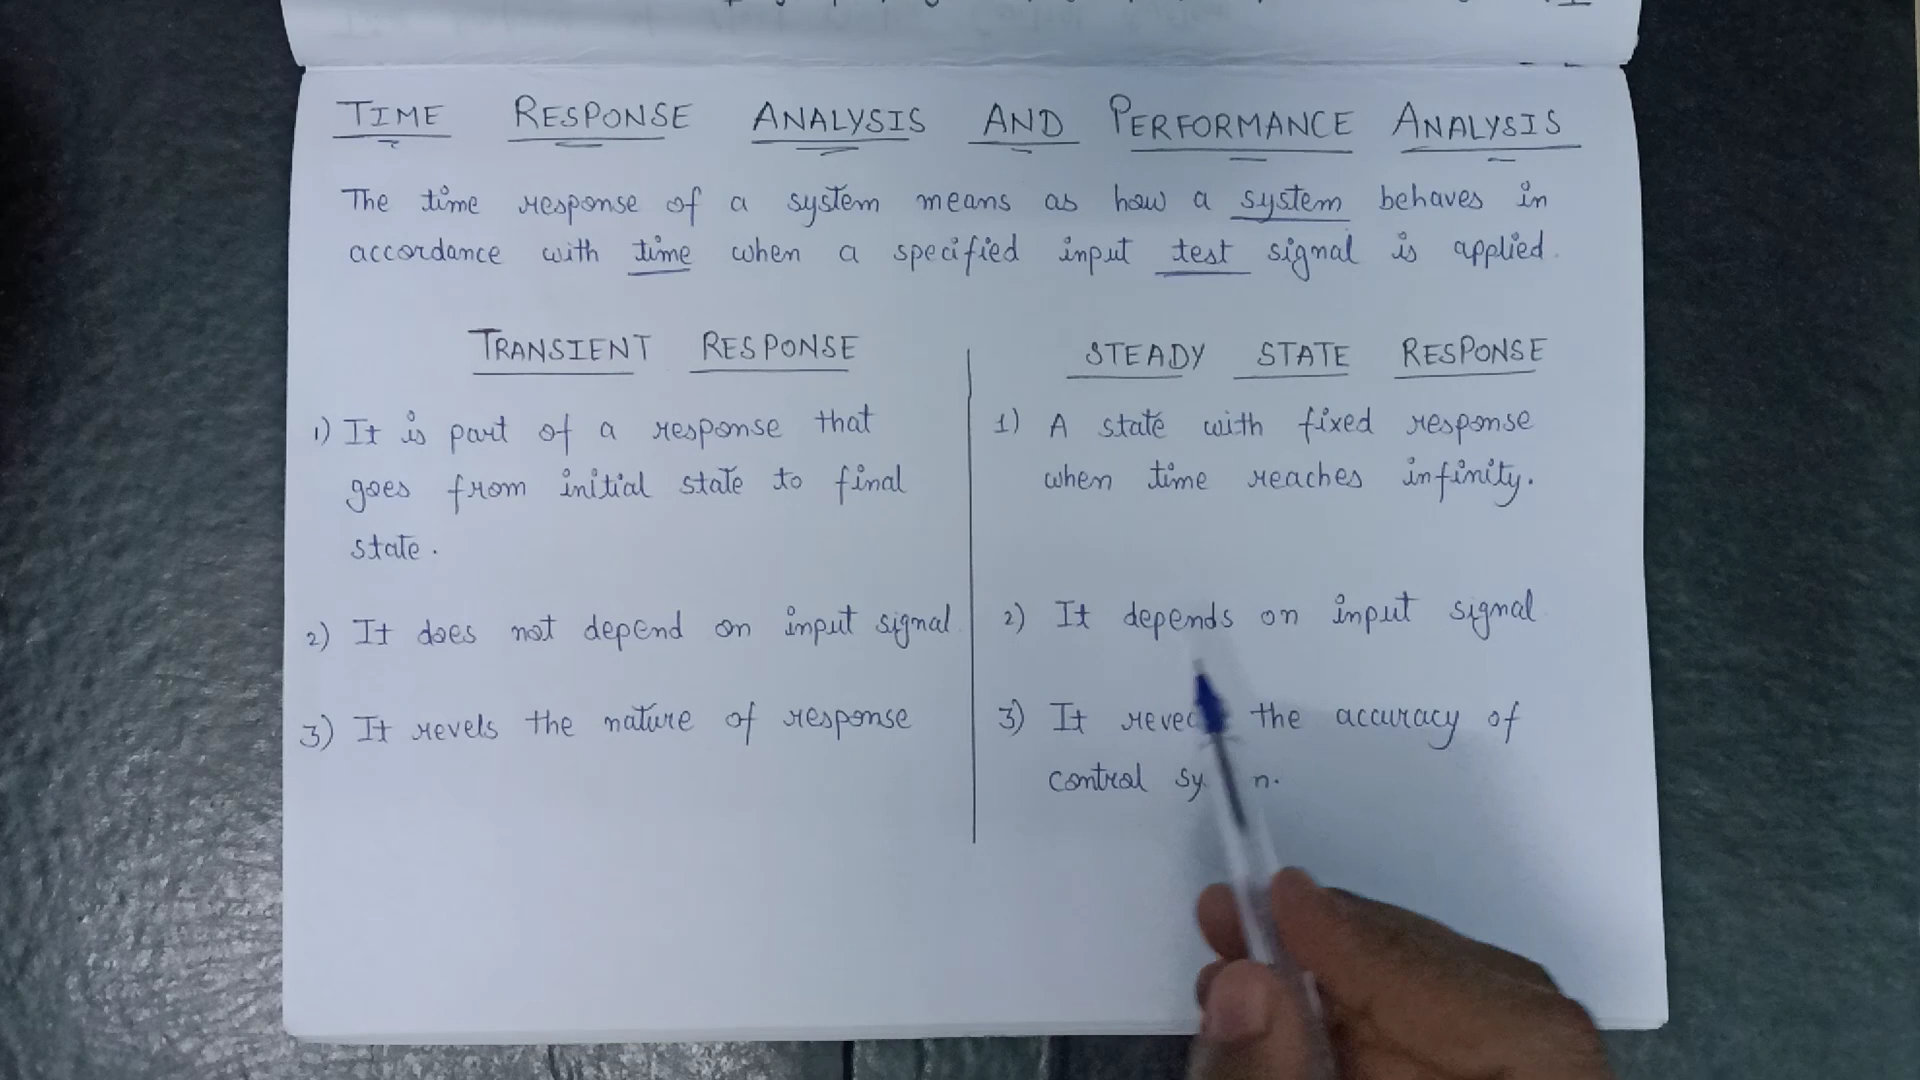 TIME RESPONSE ANALYSIS AND PERFORMANCE ANALYSIS
The time response of a system means as how a system behaves in
accordance with time when a specified input test signal is applied.
TRANSIENT RESPONSE
1) It is part of a response that
goes from initial state to final
state.
2) It does not depend on input signal
3) It revels the nature of response
STEADY STATE RESPONSE
1) A state with fixed response
when time reaches infinity.
2) It depends on input signal
3) It the accuracy of
control